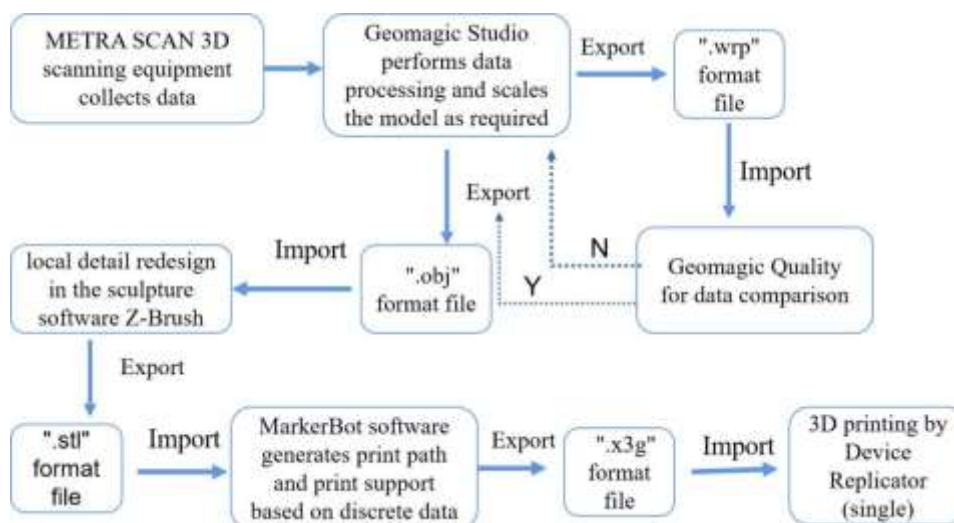 METRA SCAN 3D
scanning equipment
collects data
Geomagic Studio
performs data
processing and scales
the model as required
Export
".wrp"
format
file
Import
Geomagic Quality
for data comparison
N
Y
Export
".obj"
format file
Import
local detail redesign
in the sculpture
software Z-Brush
Export
".stl"
format
file
Import
MarkerBot software
generates print path
and print support
based on discrete data
Export
".x3g"
format
file
Import
3D printing by
Device
Replicator
(single)